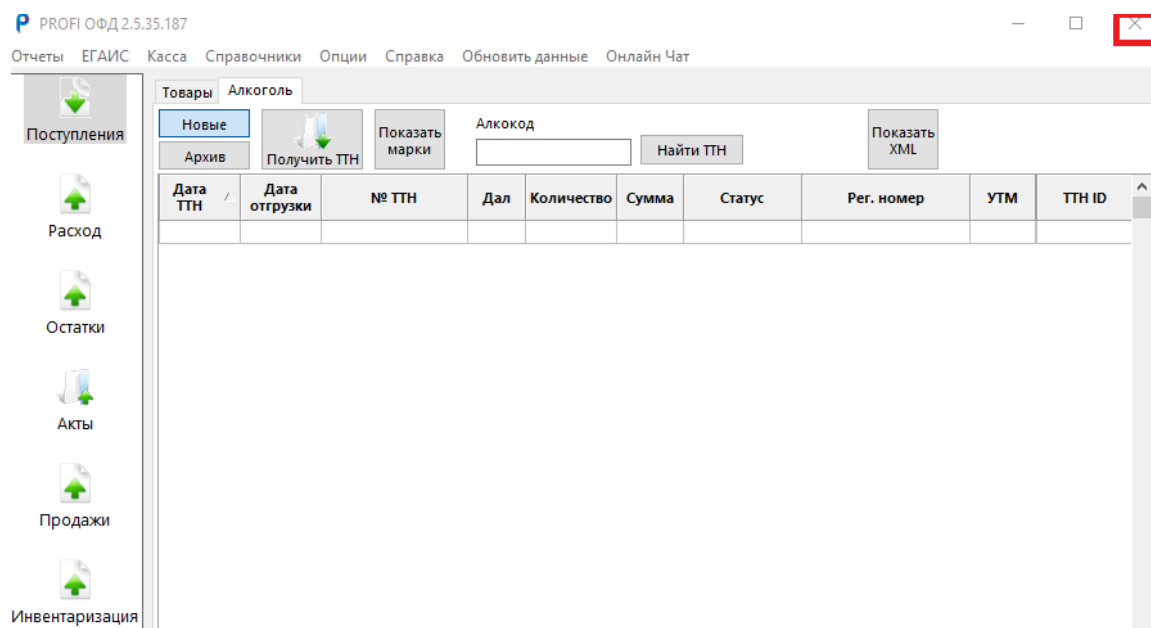 PROFI ОФД 2.5.35.187
Отчеты ЕГАИС Касса Справочники Опции Справка Обновить данные Онлайн Чат
Поступления
Расход
Остатки
Акты
Продажи
Инвентаризация
Товары Алкоголь
Новые
Архив
Получить ТТН
Показать
марки
Алкокод
Найти ТТН
Показать
XML
Дата
ТТН
Дата
отгрузки
№ ТТН
Дал
Количество
Сумма
Статус
Рег. номер
УТМ
ТТН ID